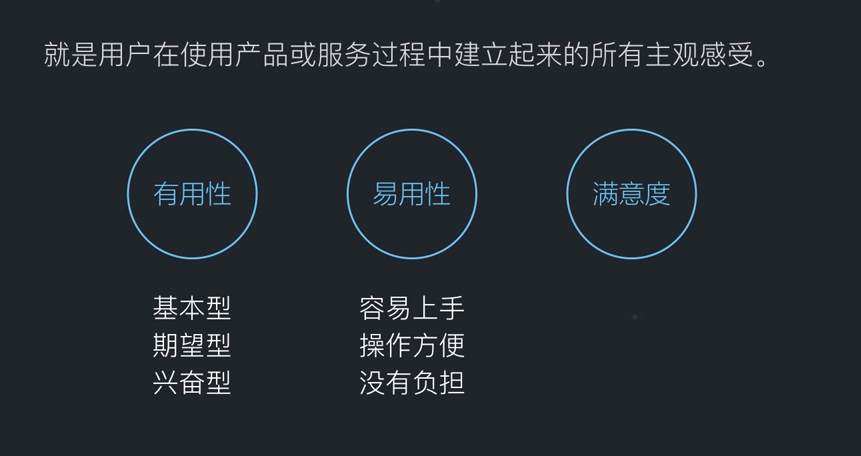 就是用户在使用产品或服务过程中建立起来的所有主观感受。
有用性
易用性
满意度
基本型
期望型
兴奋型
容易上手
操作方便
没有负担